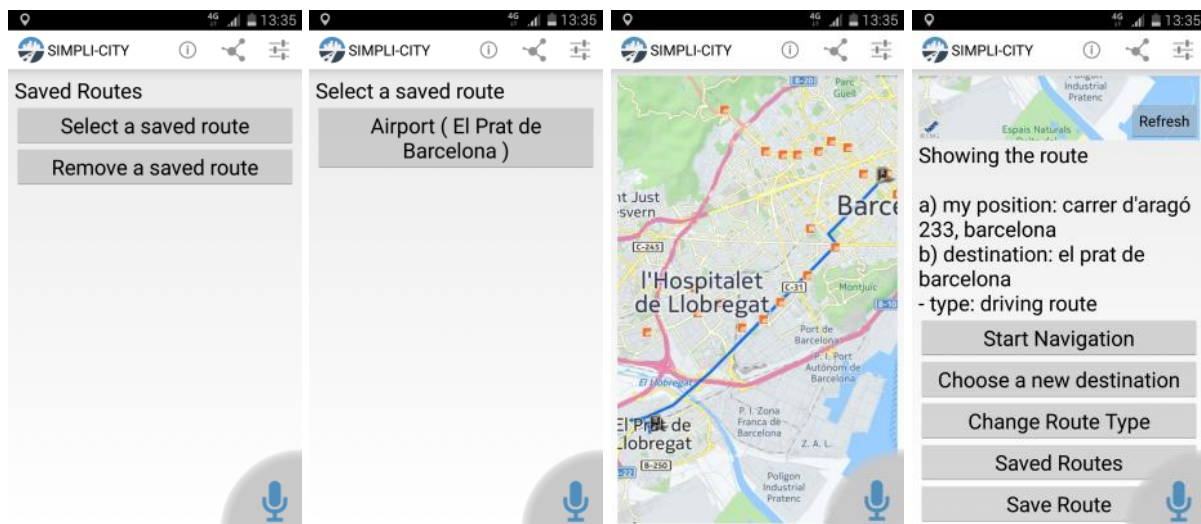 4G 13:35
SIMPLI-CITY
Saved Routes
Select a saved route
Remove a saved route
4G 13:35
SIMPLI-CITY
Select a saved route
Airport ( El Prat de
Barcelona )
4G 13:35
SIMPLI-CITY
B-20
Parc
Güell
nt Just
esvern
Barce
C-245
l'Hospitalet
de Llobregat
C-31
Montjuïc
B-10
Port de
Barcelona
P. I. Port
Autònom de
Barcelona
El Llobregat
El Prat de
Llobregat
P. I. Zona
Franca de
Barcelona
Z. A. L.
B-250
B-22
Polígon
Industrial
Pratenc
4G 13:35
SIMPLI-CITY
Industrial
Pratenc
Espais Naturals
Refresh
Showing the route
a) my position: carrer d'aragó
233, barcelona
b) destination: el prat de
barcelona
- type: driving route
Start Navigation
Choose a new destination
Change Route Type
Saved Routes
Save Route